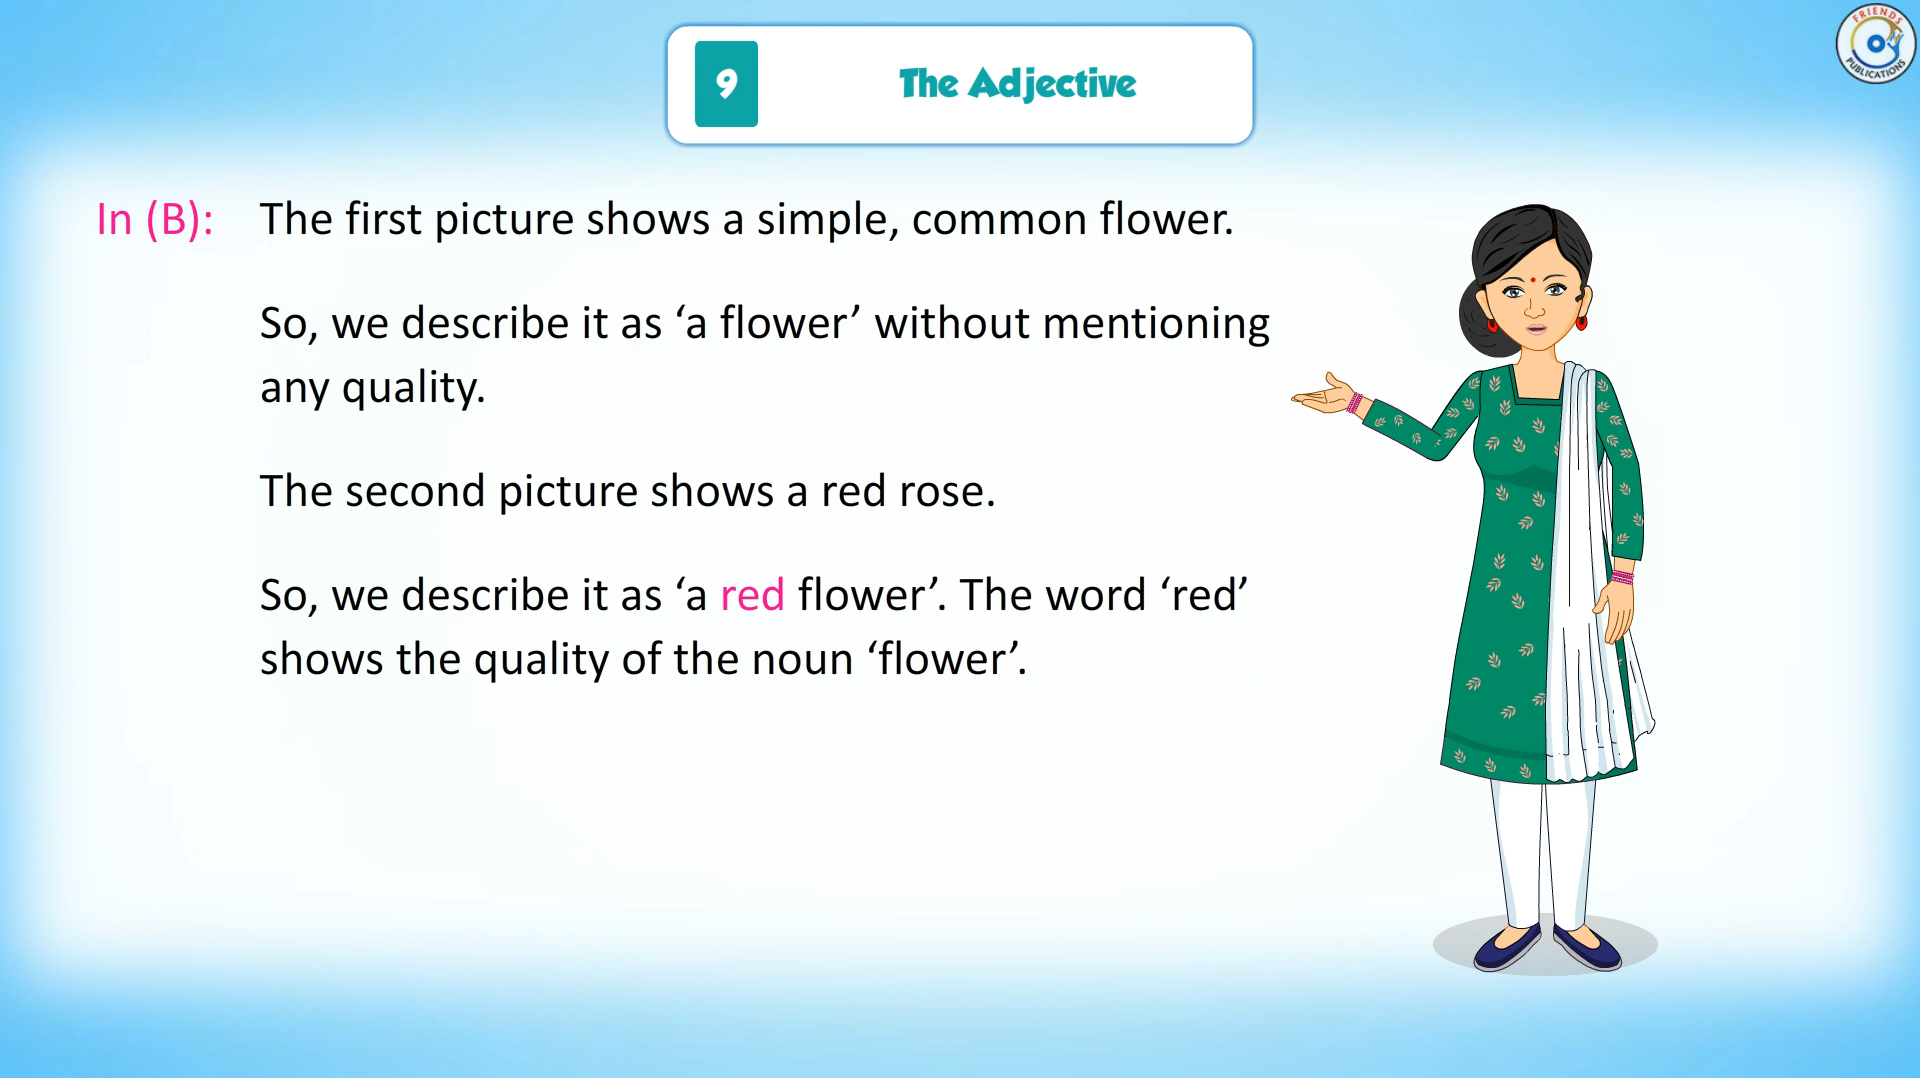 FRIENDS
PUBLICATIONS
9 The Adjective
In (B): The first picture shows a simple, common flower.
So, we describe it as ‘a flower’ without mentioning
any quality.
The second picture shows a red rose.
So, we describe it as ‘a red flower’. The word ‘red’
shows the quality of the noun ‘flower’.